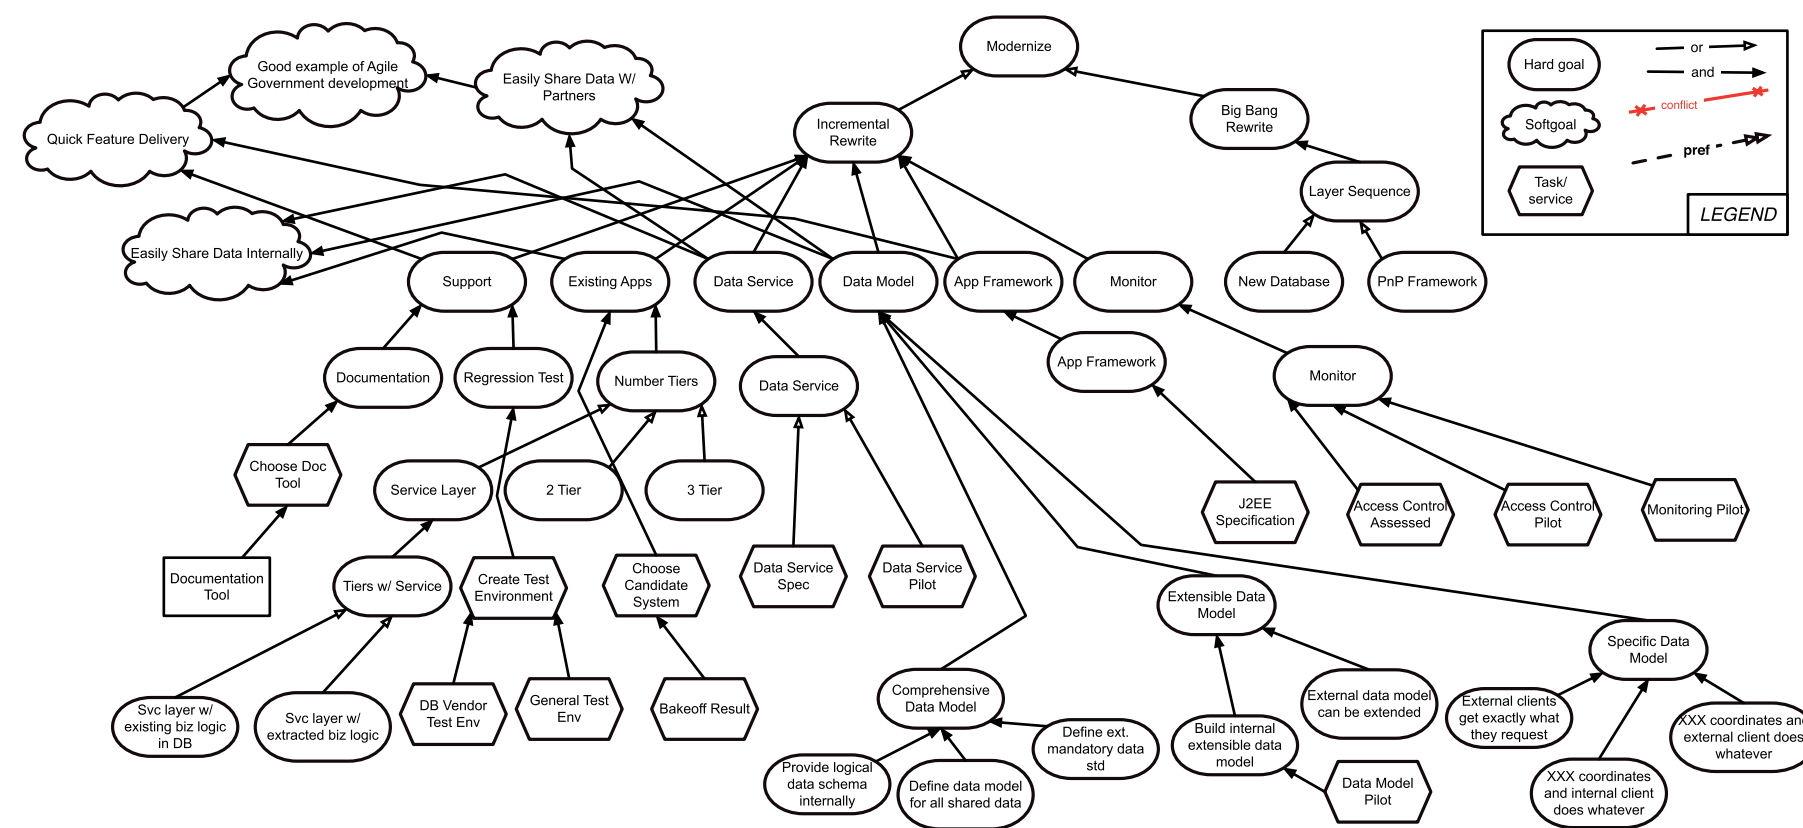 Modernize
Good example of Agile
Government development
Easily Share Data W/
Partners
Quick Feature Delivery
Incremental
Rewrite
Big Bang
Rewrite
Layer Sequence
Easily Share Data Internally
Support
Existing Apps
Data Service
Data Model
App Framework
Monitor
New Database
PnP Framework
Hard goal
or
and
conflict
Softgoal
pref
Task/
service
LEGEND
Documentation
Regression Test
Number Tiers
Data Service
App Framework
Monitor
Choose Doc
Tool
Service Layer
2 Tier
3 Tier
J2EE
Specification
Access Control
Assessed
Access Control
Pilot
Monitoring Pilot
Documentation
Tool
Tiers w/ Service
Create Test
Environment
Choose
Candidate
System
Data Service
Spec
Data Service
Pilot
Extensible Data
Model
Specific Data
Model
Svc layer w/
existing biz logic
in DB
Svc layer w/
extracted biz logic
DB Vendor
Test Env
General Test
Env
Bakeoff Result
Comprehensive
Data Model
External data model
can be extended
External clients
get exactly what
they request
XXX coordinates and
external client does
whatever
Provide logical
data schema
internally
Define data model
for all shared data
Define ext.
mandatory data
std
Build internal
extensible data
model
Data Model
Pilot
XXX coordinates
and internal client
does whatever